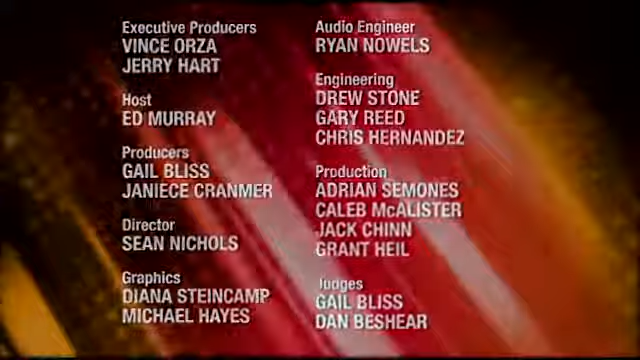 Executive Producers
VINCE ORZA
JERRY HART
Host
ED MURRAY
Producers
GAIL BLISS
JANIECE CRANMER
Director
SEAN NICHOLS
Graphics
DIANA STEINCAMP
MICHAEL HAYES
Audio Engineer
RYAN NOWELS
Engineering
DREW STONE
GARY REED
CHRIS HERNANDEZ
Production
ADRIAN SEMONES
CALEB McALISTER
JACK CHINN
GRANT HEIL
Judges
GAIL BLISS
DAN BESHEAR